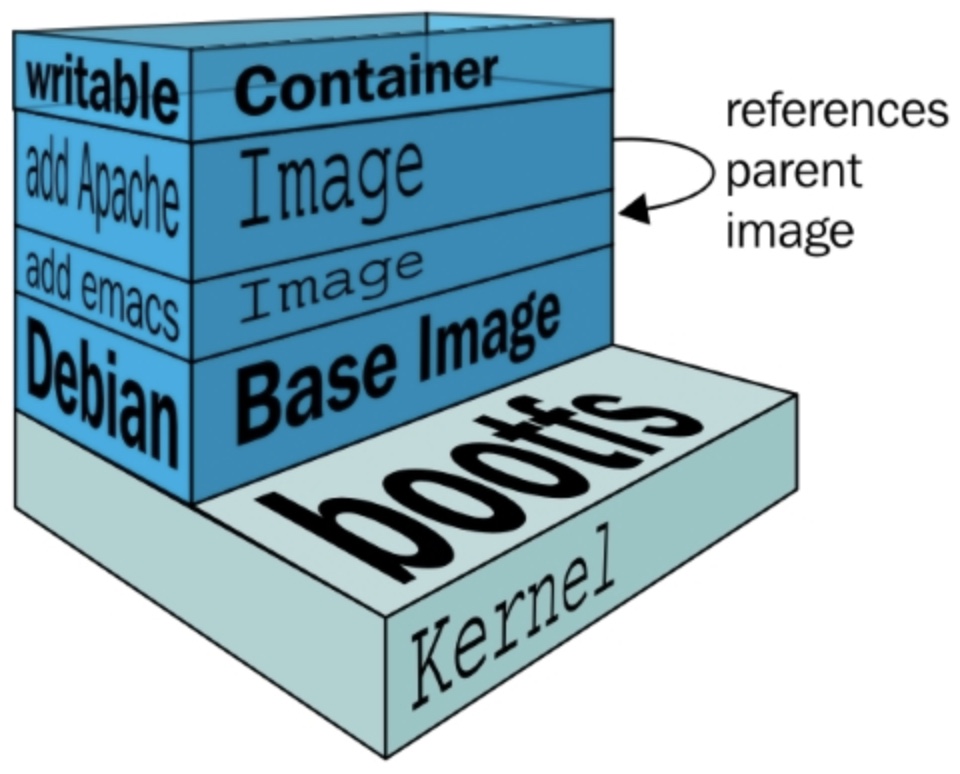 writable Container
add Apache Image
add emacs Image
Debian Base Image
bootfs
Kernel
references
parent
image